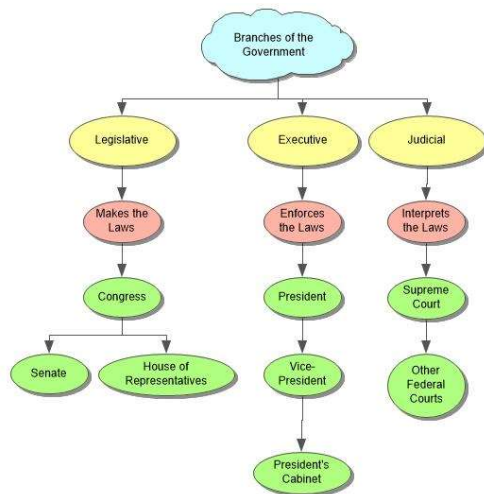 Branches of the
Government
Legislative
Executive
Judicial
Makes the
Laws
Enforces
the Laws
Interprets
the Laws
Congress
President
Supreme
Court
Senate
House of
Representatives
Vice-
President
Other
Federal
Courts
President's
Cabinet